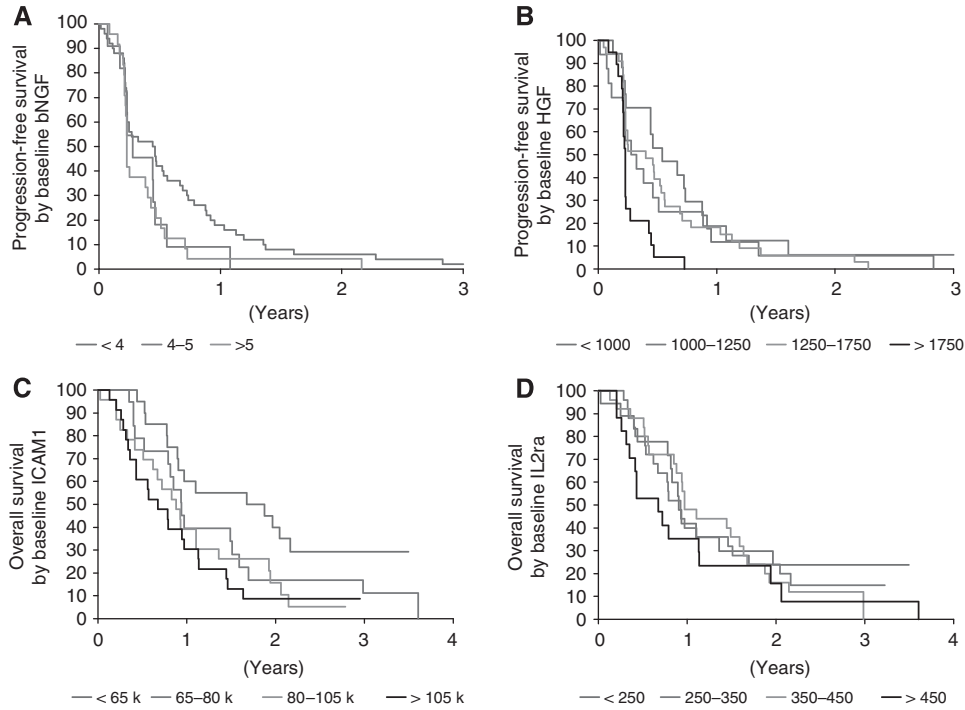 A
Progression-free survival
by baseline bNGF
100
90
80
70
60
50
40
30
20
10
0
0 1 2 3
(Years)
< 4 4–5 >5
B
Progression-free survival
by baseline HGF
100
90
80
70
60
50
40
30
20
10
0
0 1 2 3
(Years)
< 1000 1000–1250 1250–1750 > 1750
C
Overall survival
by baseline ICAM1
100
90
80
70
60
50
40
30
20
10
0
0 1 2 3 4
(Years)
< 65 k 65–80 k 80–105 k > 105 k
D
Overall survival
by baseline IL2ra
100
90
80
70
60
50
40
30
20
10
0
0 1 2 3 4
(Years)
< 250 250–350 350–450 > 450